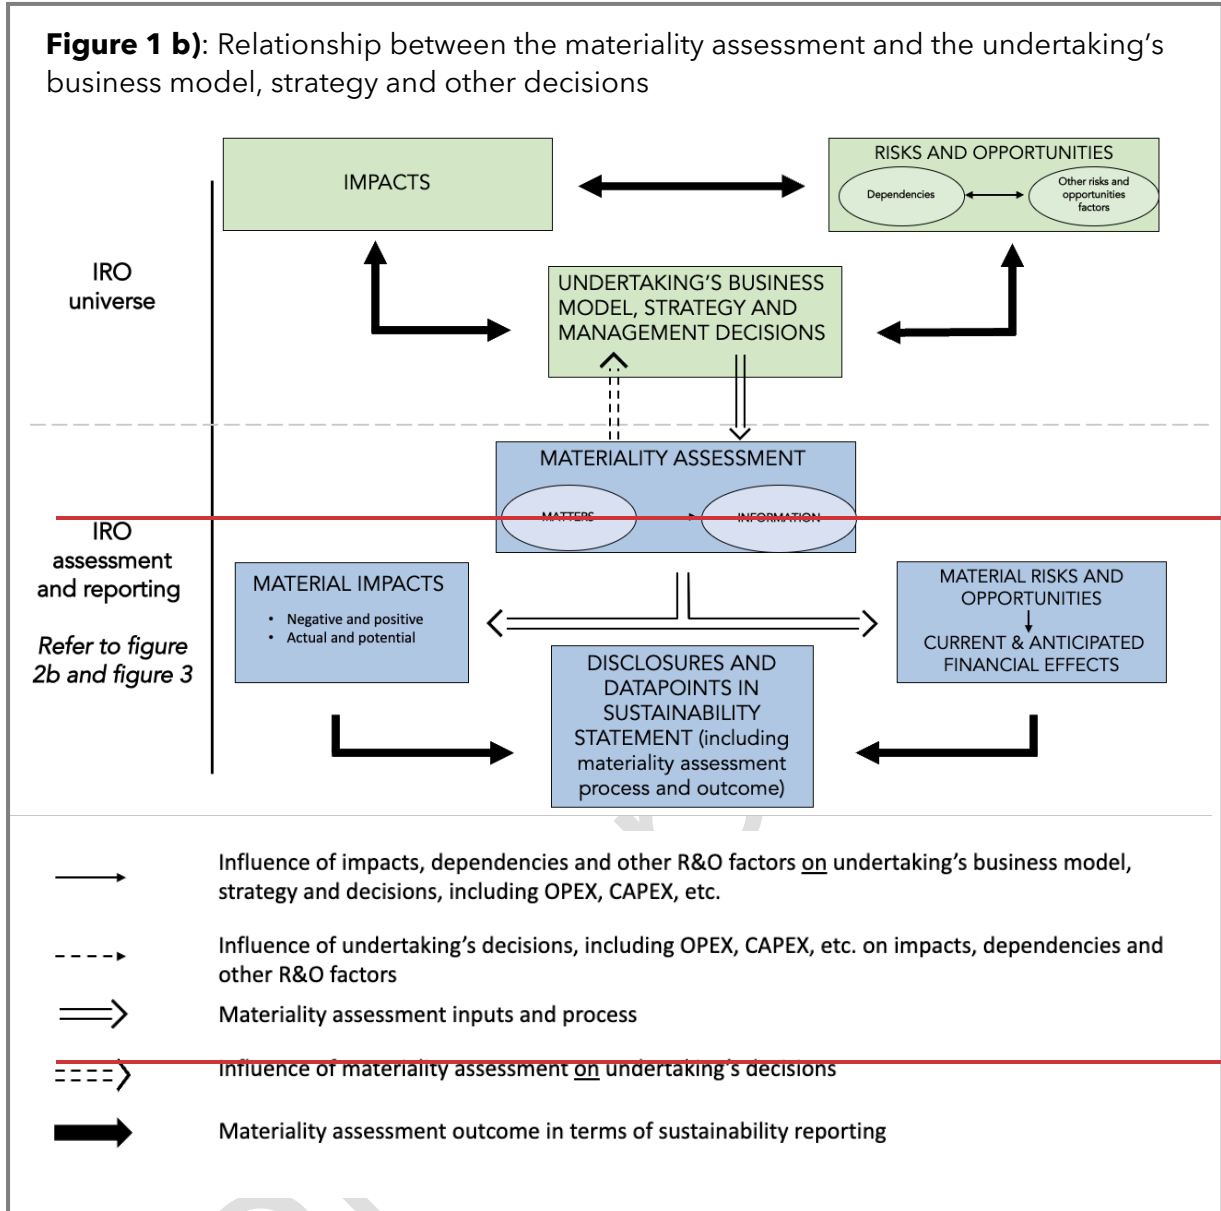 Figure 1 b): Relationship between the materiality assessment and the undertaking’s
business model, strategy and other decisions
IMPACTS
RISKS AND OPPORTUNITIES
Dependencies
Other risks and
opportunities
factors
IRO
universe
UNDERTAKING’S BUSINESS
MODEL, STRATEGY AND
MANAGEMENT DECISIONS
MATERIALITY ASSESSMENT
MATTERS
INFORMATION
IRO
assessment
and reporting
Refer to figure
2b and figure 3
MATERIAL IMPACTS
• Negative and positive
• Actual and potential
MATERIAL RISKS AND
OPPORTUNITIES
CURRENT & ANTICIPATED
FINANCIAL EFFECTS
DISCLOSURES AND
DATAPOINTS IN
SUSTAINABILITY
STATEMENT (including
materiality assessment
process and outcome)
Influence of impacts, dependencies and other R&O factors on undertaking’s business model,
strategy and decisions, including OPEX, CAPEX, etc.
Influence of undertaking’s decisions, including OPEX, CAPEX, etc. on impacts, dependencies and
other R&O factors
Materiality assessment inputs and process
Influence of materiality assessment on undertaking’s decisions
Materiality assessment outcome in terms of sustainability reporting